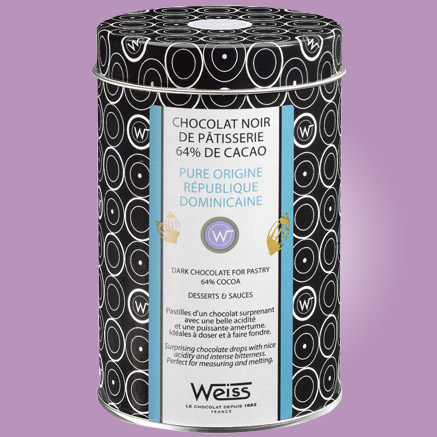 CHOCOLAT NOIR
DE PÂTISSERIE
64% DE CACAO
PURE ORIGINE
RÉPUBLIQUE
DOMINICAINE
W
DARK CHOCOLATE FOR PASTRY
64% COCOA
DESSERTS & SAUCES
Pastilles d'un chocolat surprenant
avec une belle acidité
et une puissante amertume.
Idéales à doser et à faire fondre.
Surprising chocolate drops with nice
acidity and intense bitterness.
Perfect for measuring and melting.
Weiss
LE CHOCOLAT DEPUIS 1882
FRANCE